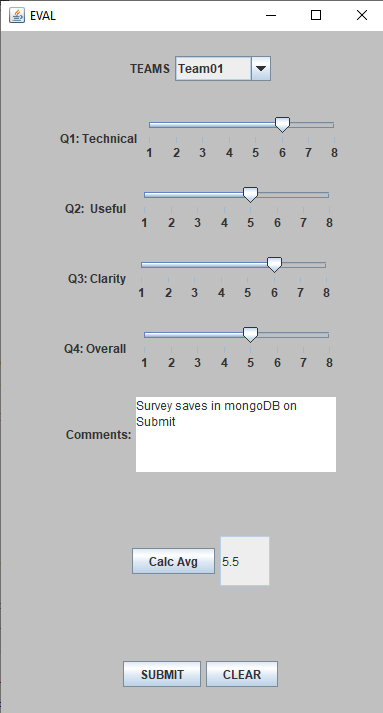 EVAL
TEAMS Team01
Q1: Technical
1 2 3 4 5 6 7 8
Q2: Useful
1 2 3 4 5 6 7 8
Q3: Clarity
1 2 3 4 5 6 7 8
Q4: Overall
1 2 3 4 5 6 7 8
Comments:
Survey saves in mongoDB on
Submit
Calc Avg 5.5
SUBMIT CLEAR